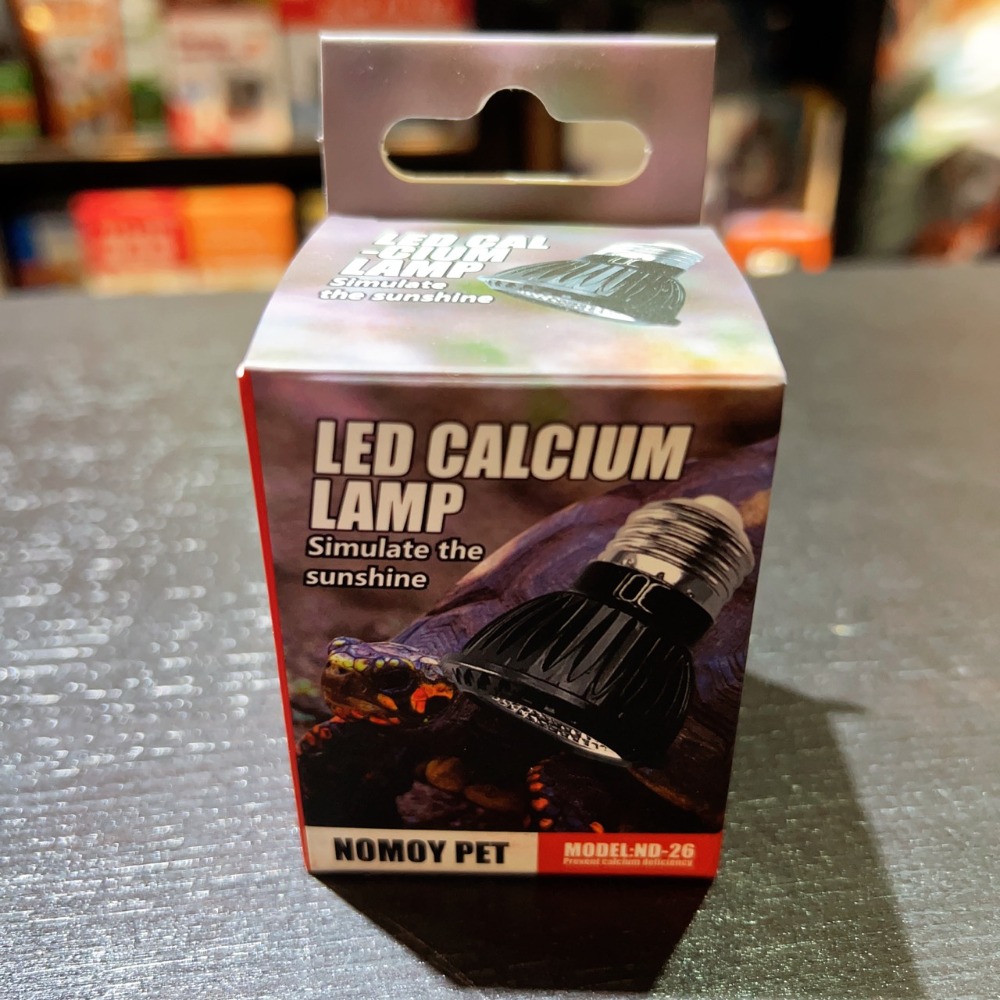 LED CAL
-CIUM
LAMP
Simulate
the sunshine
LED CALCIUM
LAMP
Simulate the
sunshine
NOMOY PET
MODEL:ND-26
Prevent calcium deficiency